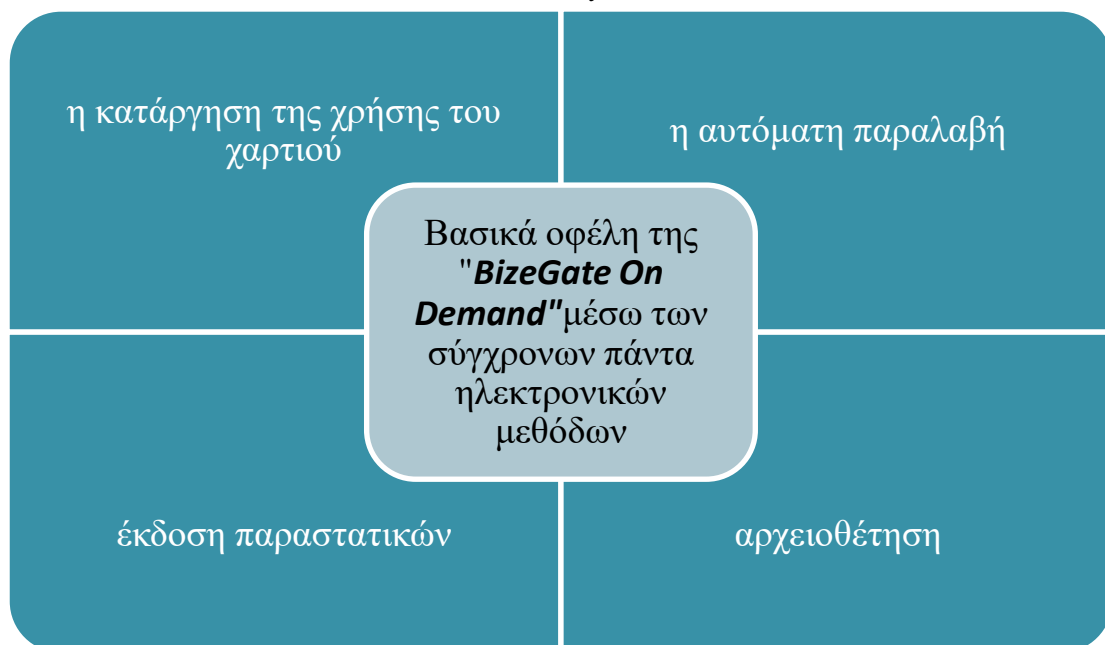 η κατάργηση της χρήσης του
χαρτιού
η αυτόματη παραλαβή
Βασικά οφέλη της
"BizeGate On
Demand"μέσω των
σύγχρονων πάντα
ηλεκτρονικών
μεθόδων
έκδοση παραστατικών
αρχειοθέτηση